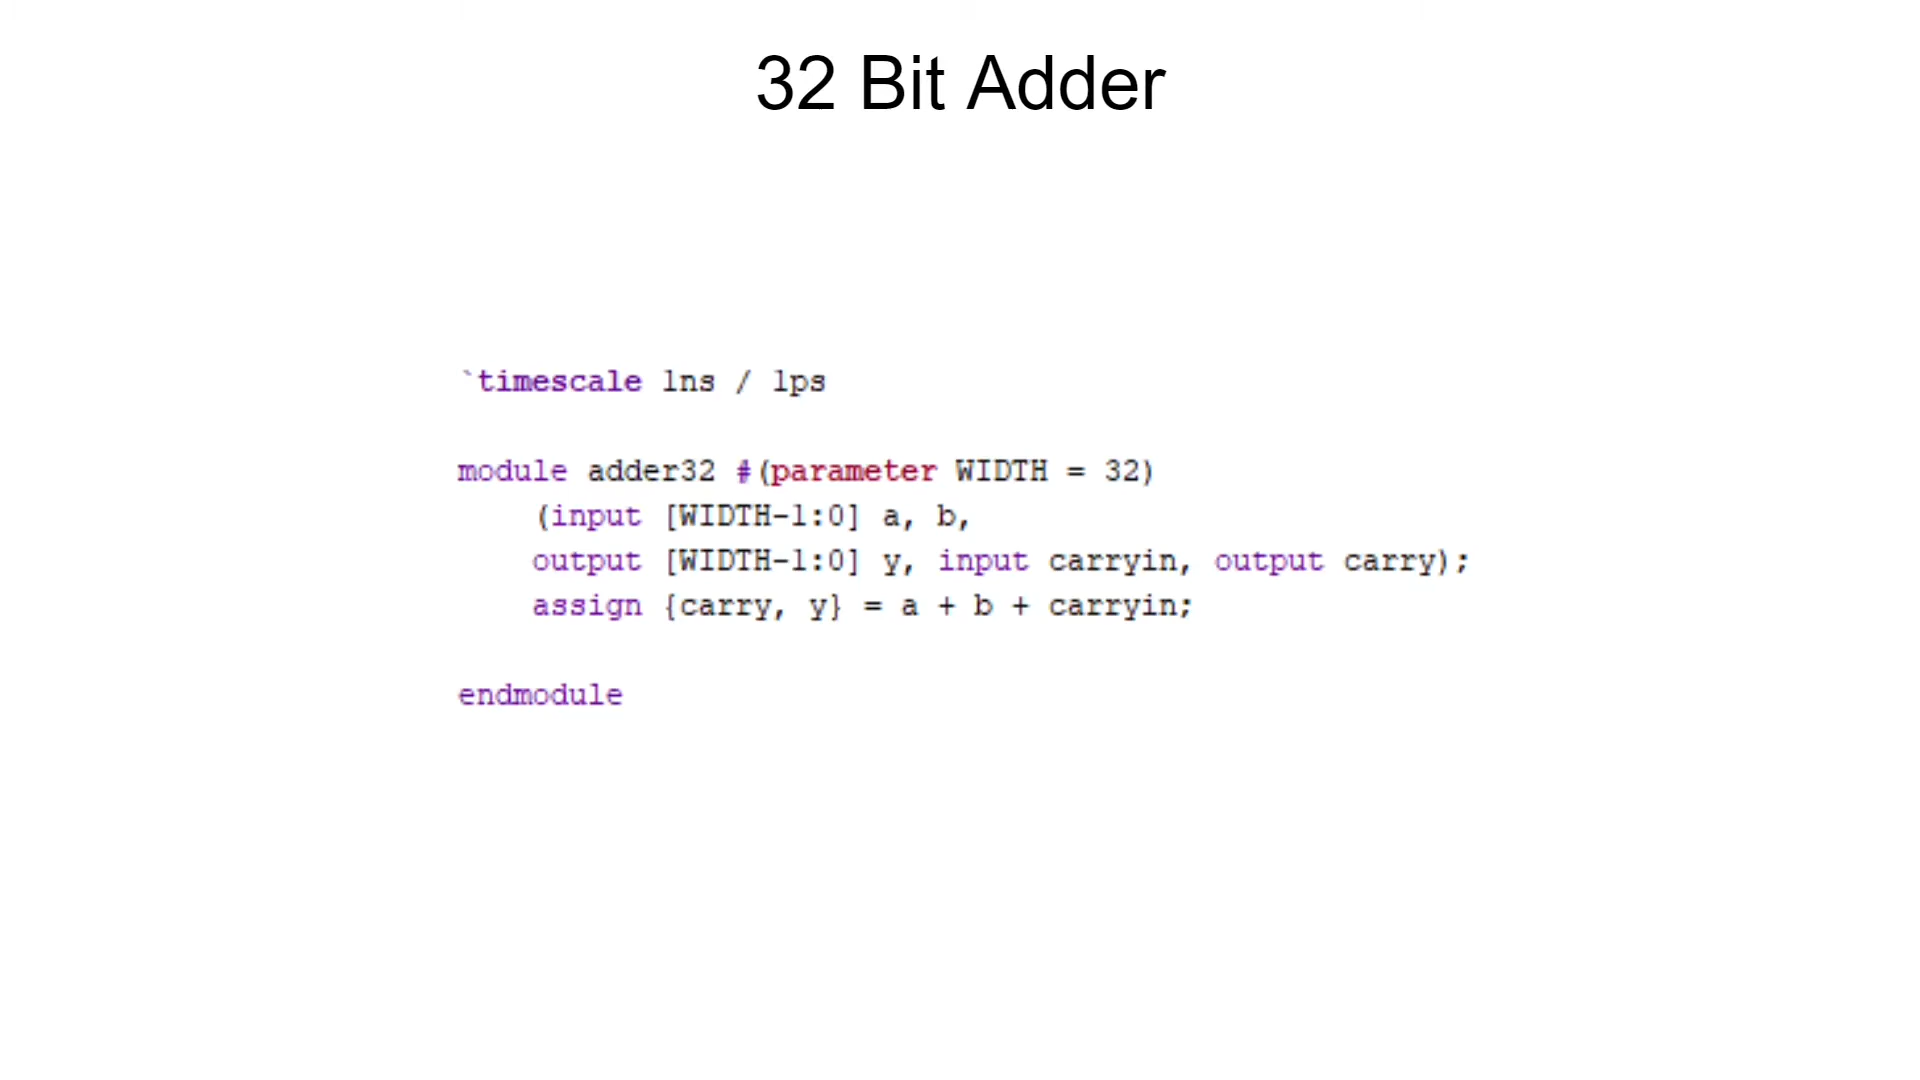 32 Bit Adder
`timescale 1ns / 1ps
module adder32 #(parameter WIDTH = 32)
(input [WIDTH-1:0] a, b,
output [WIDTH-1:0] y, input carryin, output carry);
assign {carry, y} = a + b + carryin;
endmodule